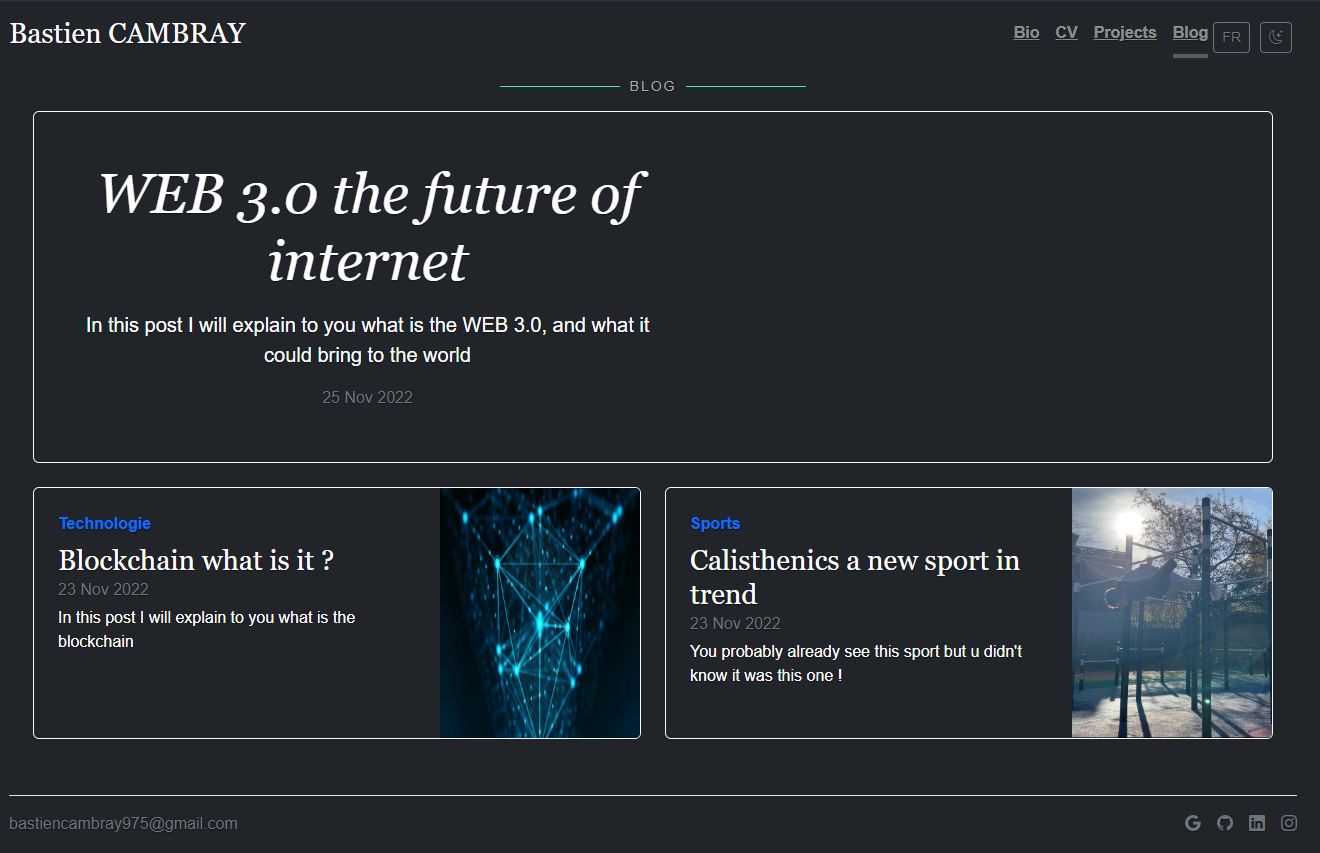 Bastien CAMBRAY
Bio CV Projects Blog FR
BLOG
WEB 3.0 the future of
internet
In this post I will explain to you what is the WEB 3.0, and what it
could bring to the world
25 Nov 2022
Technologie
Blockchain what is it ?
23 Nov 2022
In this post I will explain to you what is the
blockchain
Sports
Calisthenics a new sport in
trend
23 Nov 2022
You probably already see this sport but u didn't
know it was this one !
bastiencambray975@gmail.com